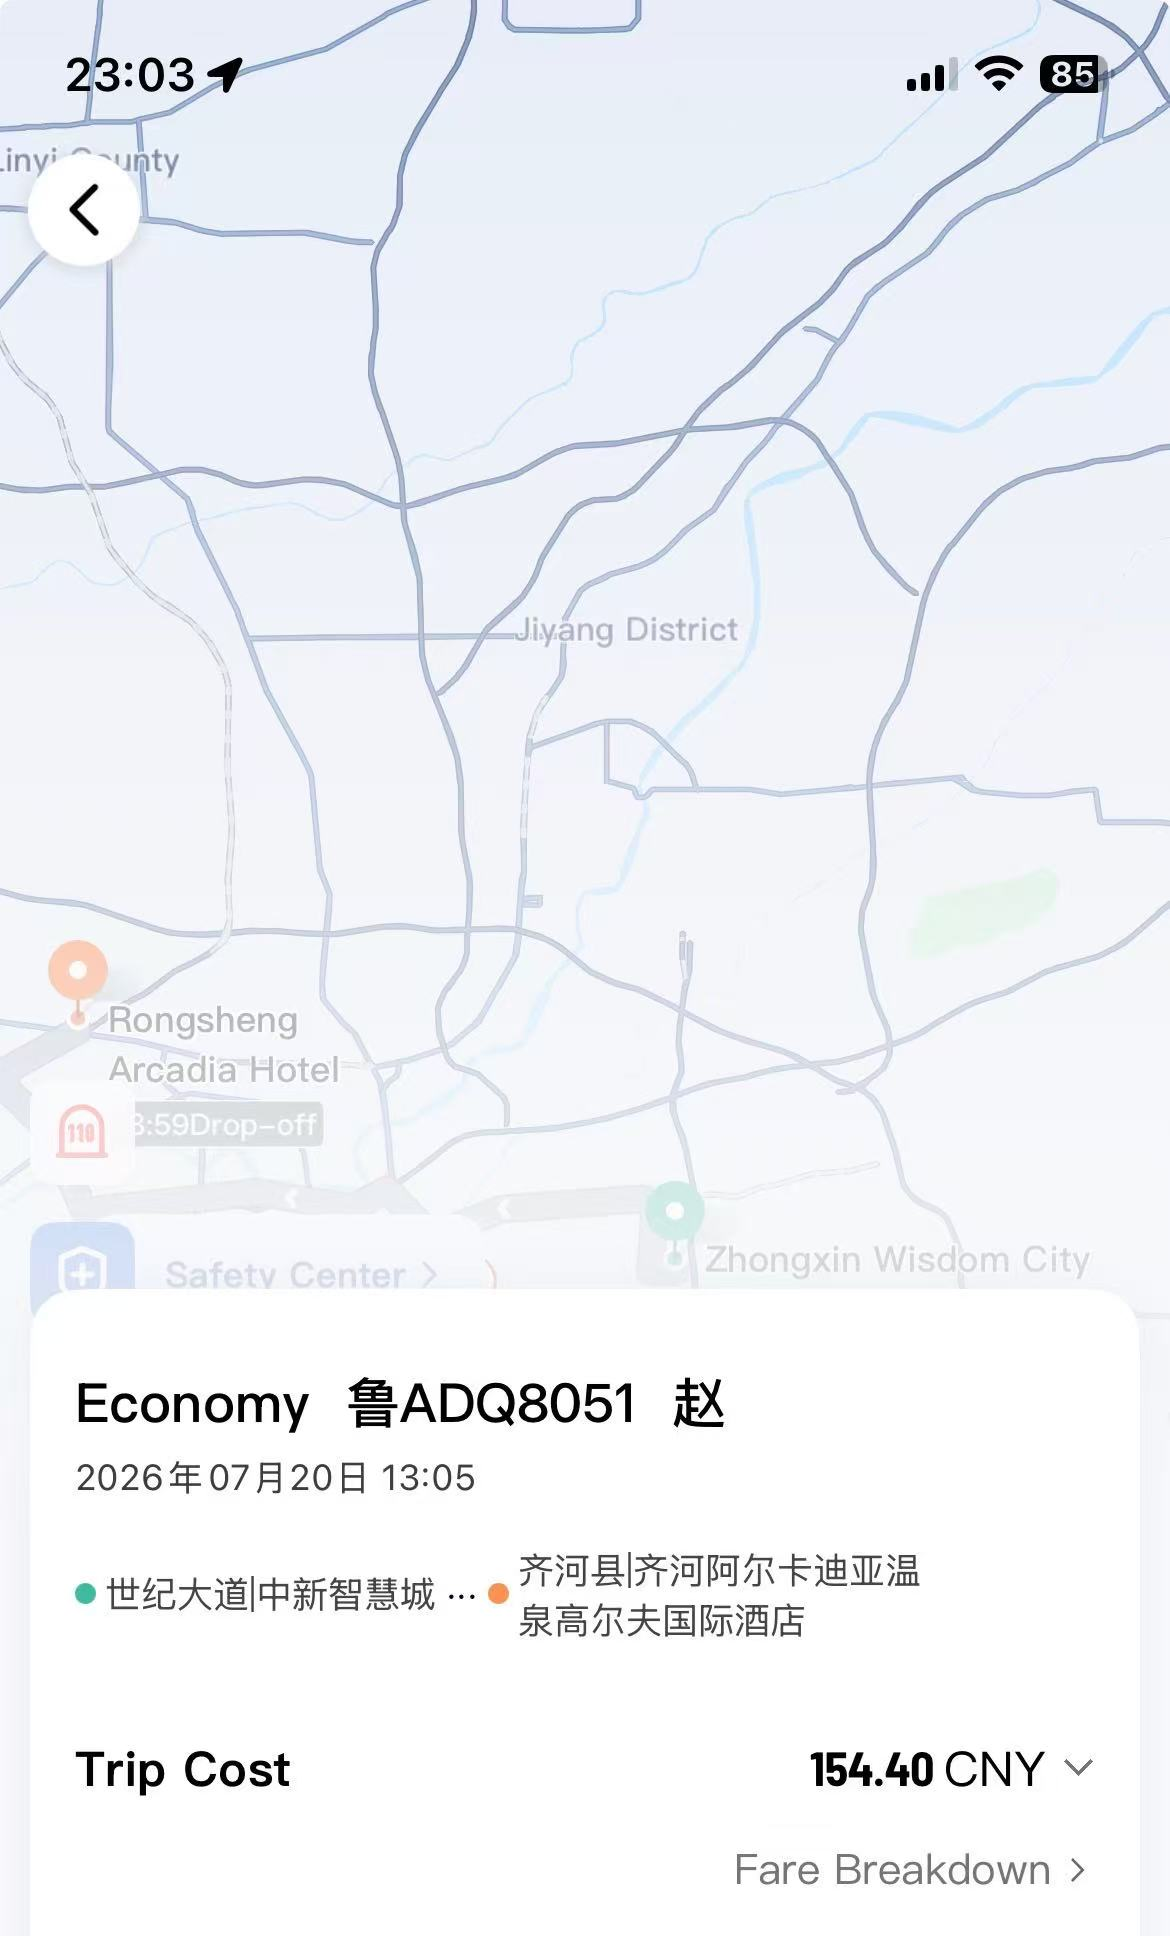 23:03
85
Linyi County
Jiyang District
Rongsheng
Arcadia Hotel
110
3:59Drop-off
Zhongxin Wisdom City
Safety Center
Economy 鲁ADQ8051 赵
2026年07月20日 13:05
世纪大道|中新智慧城 ...
齐河县|齐河阿尔卡迪亚温
泉高尔夫国际酒店
Trip Cost
154.40 CNY
Fare Breakdown